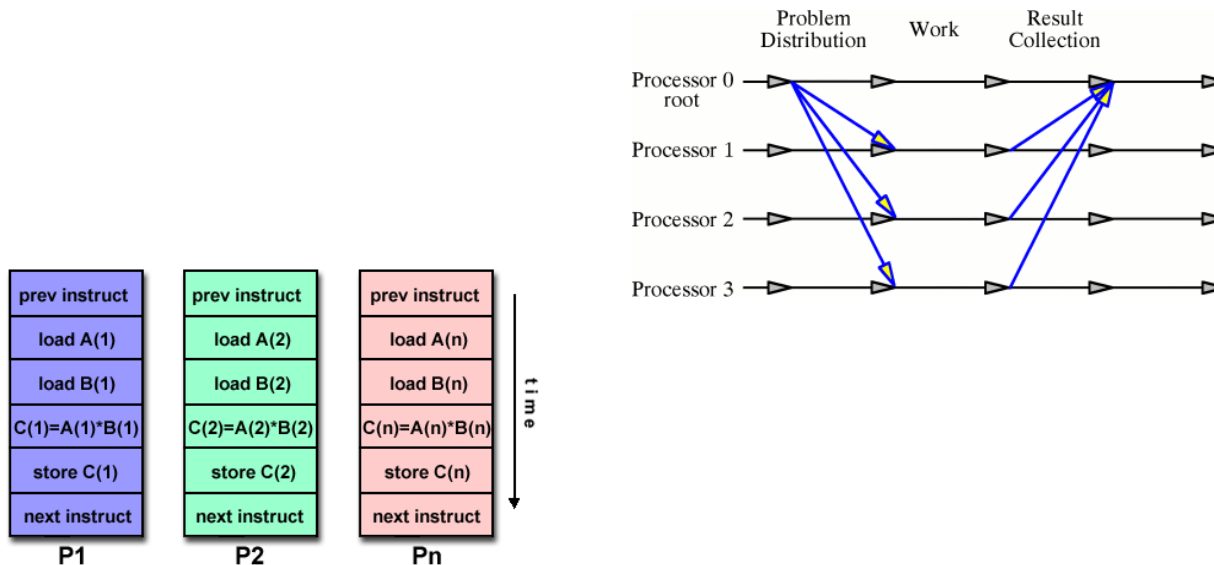 Problem Distribution
Work
Result Collection
Processor 0
root
Processor 1
Processor 2
Processor 3
prev instruct
load A(1)
load B(1)
C(1)=A(1)*B(1)
store C(1)
next instruct
P1
prev instruct
load A(2)
load B(2)
C(2)=A(2)*B(2)
store C(2)
next instruct
P2
prev instruct
load A(n)
load B(n)
C(n)=A(n)*B(n)
store C(n)
next instruct
Pn
time